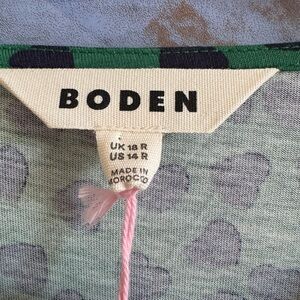 BODEN
UK 18 R
US 14 R
MADE IN
MOROCCO